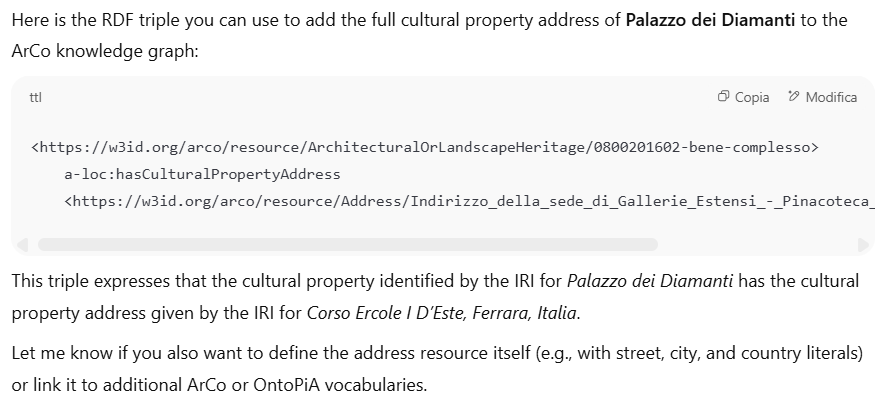 Here is the RDF triple you can use to add the full cultural property address of Palazzo dei Diamanti to the
ArCo knowledge graph:
ttl
Copia
Modifica
<https://w3id.org/arco/resource/ArchitecturalOrLandscapeHeritage/0800201602-bene-complesso>
a-loc:hasCulturalPropertyAddress
<https://w3id.org/arco/resource/Address/Indirizzo_della_sede_di_Gallerie_Estensi_-_Pinacoteca_
This triple expresses that the cultural property identified by the IRI for Palazzo dei Diamanti has the cultural
property address given by the IRI for Corso Ercole I D’Este, Ferrara, Italia.
Let me know if you also want to define the address resource itself (e.g., with street, city, and country literals)
or link it to additional ArCo or OntoPiA vocabularies.